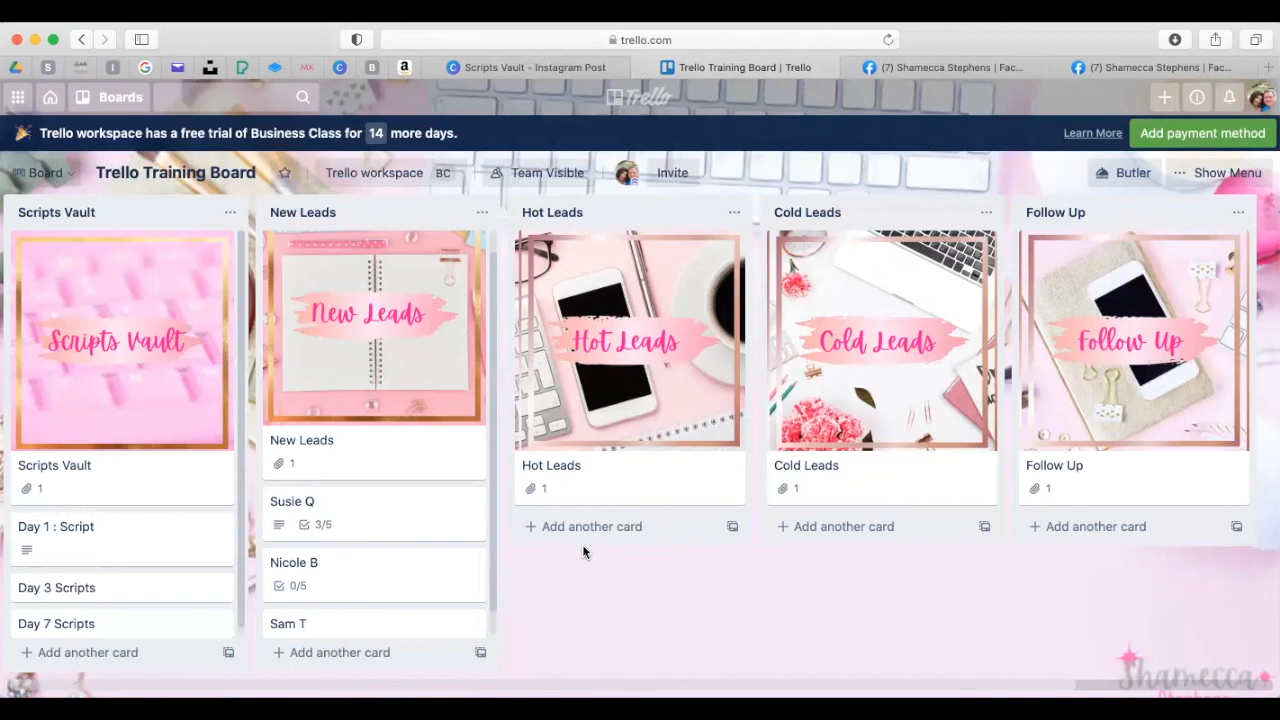 trello.com
Scripts Vault - Instagram Post
Trello Training Board | Trello
(7) Shamecca Stephens | Fac...
(7) Shamecca Stephens | Fac...
S
I
G
P
MK
C
B
a
Boards
Trello
Trello workspace has a free trial of Business Class for 14 more days.
Learn More
Add payment method
Board
Trello Training Board
Trello workspace
BC
Team Visible
Invite
Butler
Show Menu
Scripts Vault
Scripts Vault
Scripts Vault
1
Day 1 : Script
Day 3 Scripts
Day 7 Scripts
Add another card
New Leads
New Leads
New Leads
1
Susie Q
3/5
Nicole B
0/5
Sam T
Add another card
Hot Leads
Hot Leads
Hot Leads
1
Add another card
Cold Leads
Cold Leads
Cold Leads
1
Add another card
Follow Up
Follow Up
Follow Up
1
Add another card
Shamecca
Stephens